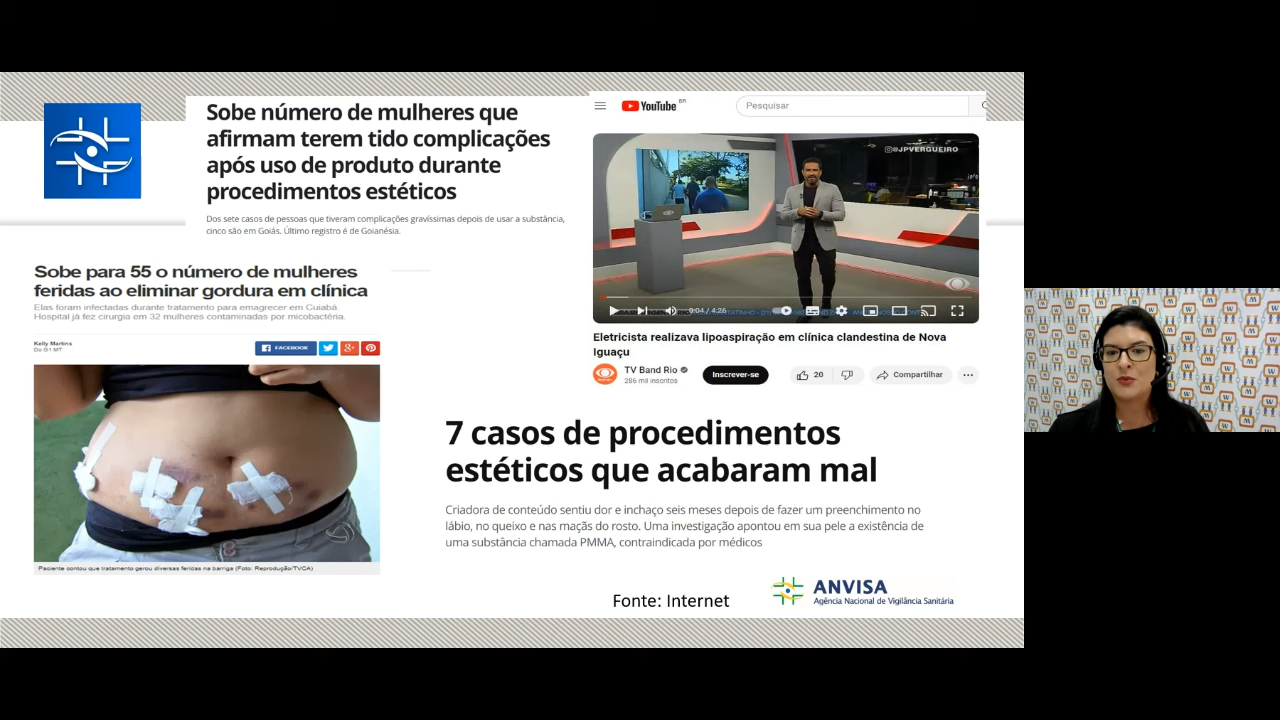 Sobe número de mulheres que
afirmam terem tido complicações
após uso de produto durante
procedimentos estéticos
Dos sete casos de pessoas que tiveram complicações gravíssimas depois de usar a substância,
cinco são em Goiás. Último registro é de Goianésia.
Sobe para 55 o número de mulheres
feridas ao eliminar gordura em clínica
Elas foram infectadas durante tratamento para emagrecer em Cuiabá.
Hospital já fez cirurgia em 32 mulheres contaminadas por micobactéria.
Kelly Martins
Do G1 MT
FACEBOOK
Paciente contou que tratamento gerou diversas feridas na barriga (Foto: Reprodução/TVCA)
YouTube BR
Pesquisar
@JPVERGUEIRO
0:04 / 4:26
Eletricista realizava lipoaspiração em clínica clandestina de Nova
Iguaçu
TV Band Rio
286 mil inscritos
Inscrever-se
20
Compartilhar
7 casos de procedimentos
estéticos que acabaram mal
Criadora de conteúdo sentiu dor e inchaço seis meses depois de fazer um preenchimento no
lábio, no queixo e nas maçãs do rosto. Uma investigação apontou em sua pele a existência de
uma substância chamada PMMA, contraindicada por médicos
Fonte: Internet
ANVISA
Agência Nacional de Vigilância Sanitária